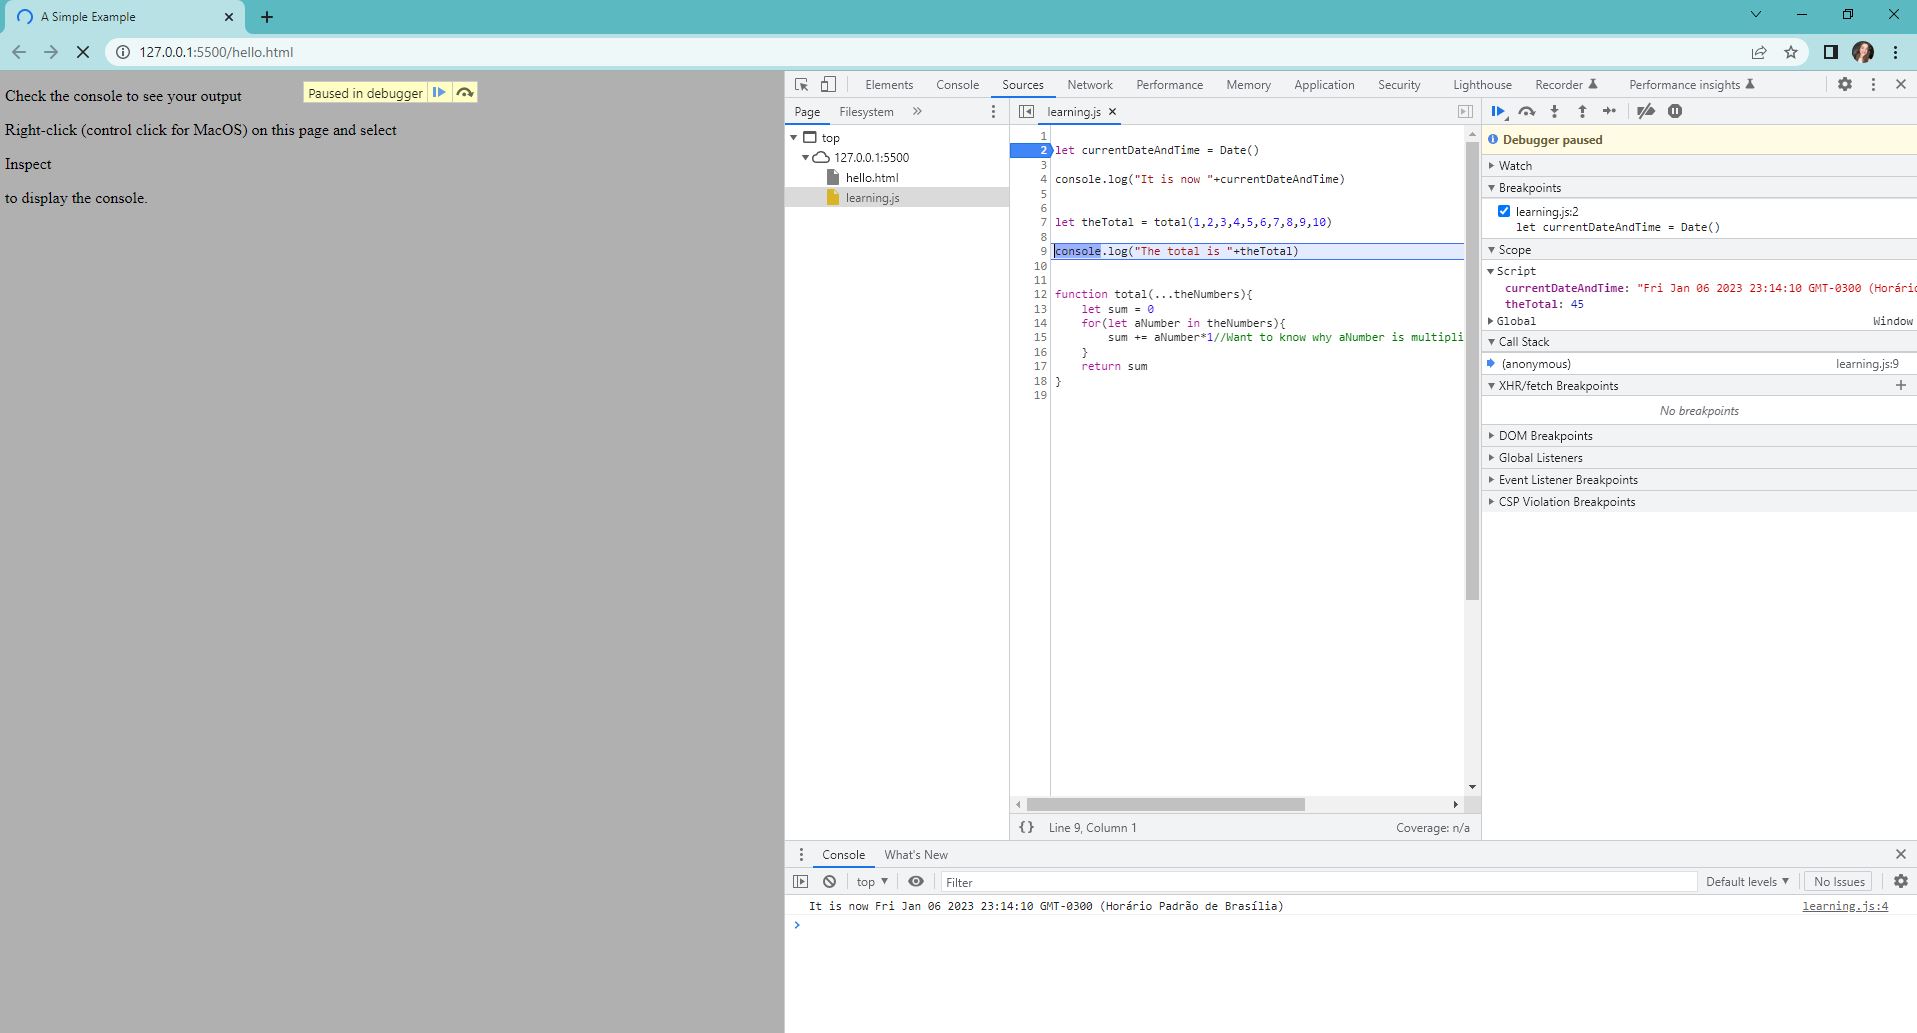 A Simple Example
127.0.0.1:5500/hello.html
Check the console to see your output
Paused in debugger
Right-click (control click for MacOS) on this page and select
Inspect
to display the console.
Elements Console Sources Network Performance Memory Application Security Lighthouse Recorder Performance insights
Page Filesystem »
top
127.0.0.1:5500
hello.html
learning.js
learning.js
1
2 let currentDateAndTime = Date()
3
4 console.log("It is now "+currentDateAndTime)
5
6
7 let theTotal = total(1,2,3,4,5,6,7,8,9,10)
8
9 console.log("The total is "+theTotal)
10
11
12 function total(...theNumbers){
13 let sum = 0
14 for(let aNumber in theNumbers){
15 sum += aNumber*1//Want to know why aNumber is multipli
16 }
17 return sum
18 }
19
{ } Line 9, Column 1 Coverage: n/a
Debugger paused
Watch
Breakpoints
learning.js:2
let currentDateAndTime = Date()
Scope
Script
currentDateAndTime: "Fri Jan 06 2023 23:14:10 GMT-0300 (Horári
theTotal: 45
Global Window
Call Stack
(anonymous) learning.js:9
XHR/fetch Breakpoints
No breakpoints
DOM Breakpoints
Global Listeners
Event Listener Breakpoints
CSP Violation Breakpoints
Console What's New
top Filter Default levels No Issues
It is now Fri Jan 06 2023 23:14:10 GMT-0300 (Horário Padrão de Brasília) learning.js:4